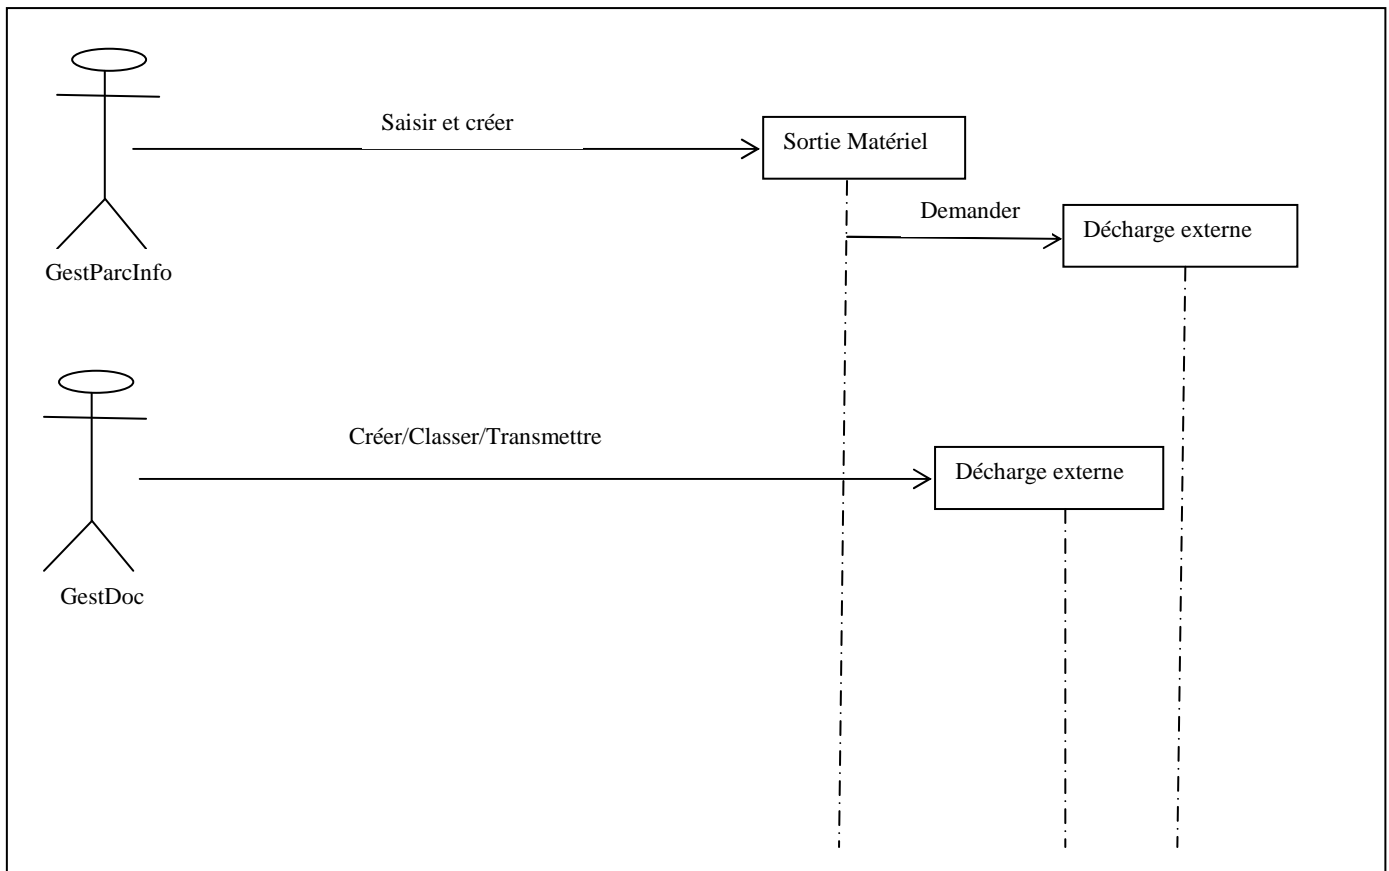 Saisir et créer
Sortie Matériel
Demander
Décharge externe
GestParcInfo
Créer/Classer/Transmettre
Décharge externe
GestDoc